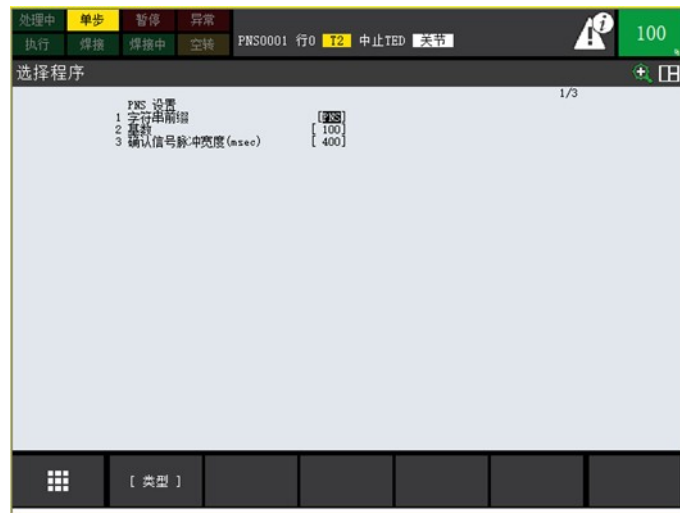 处理中 单步 暂停 异常
执行 焊接 焊接中 空转 PNS0001 行0 T2 中止TED 关节 100
选择程序
1/3
PNS 设置
1 字符串前缀 [PNS]
2 基数 [ 100]
3 确认信号脉冲宽度(msec) [ 400]
[ 类型 ]